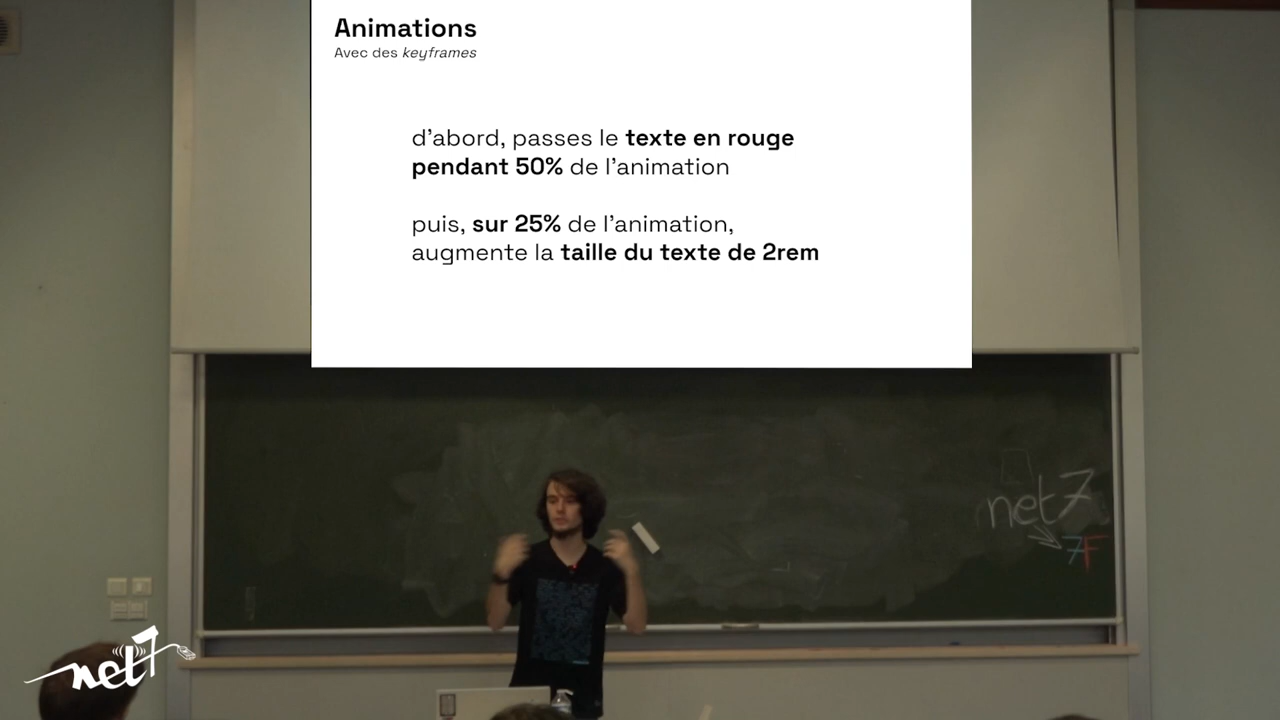 Animations
Avec des keyframes
d'abord, passes le texte en rouge
pendant 50% de l'animation
puis, sur 25% de l'animation,
augmente la taille du texte de 2rem
net7
7F
net7